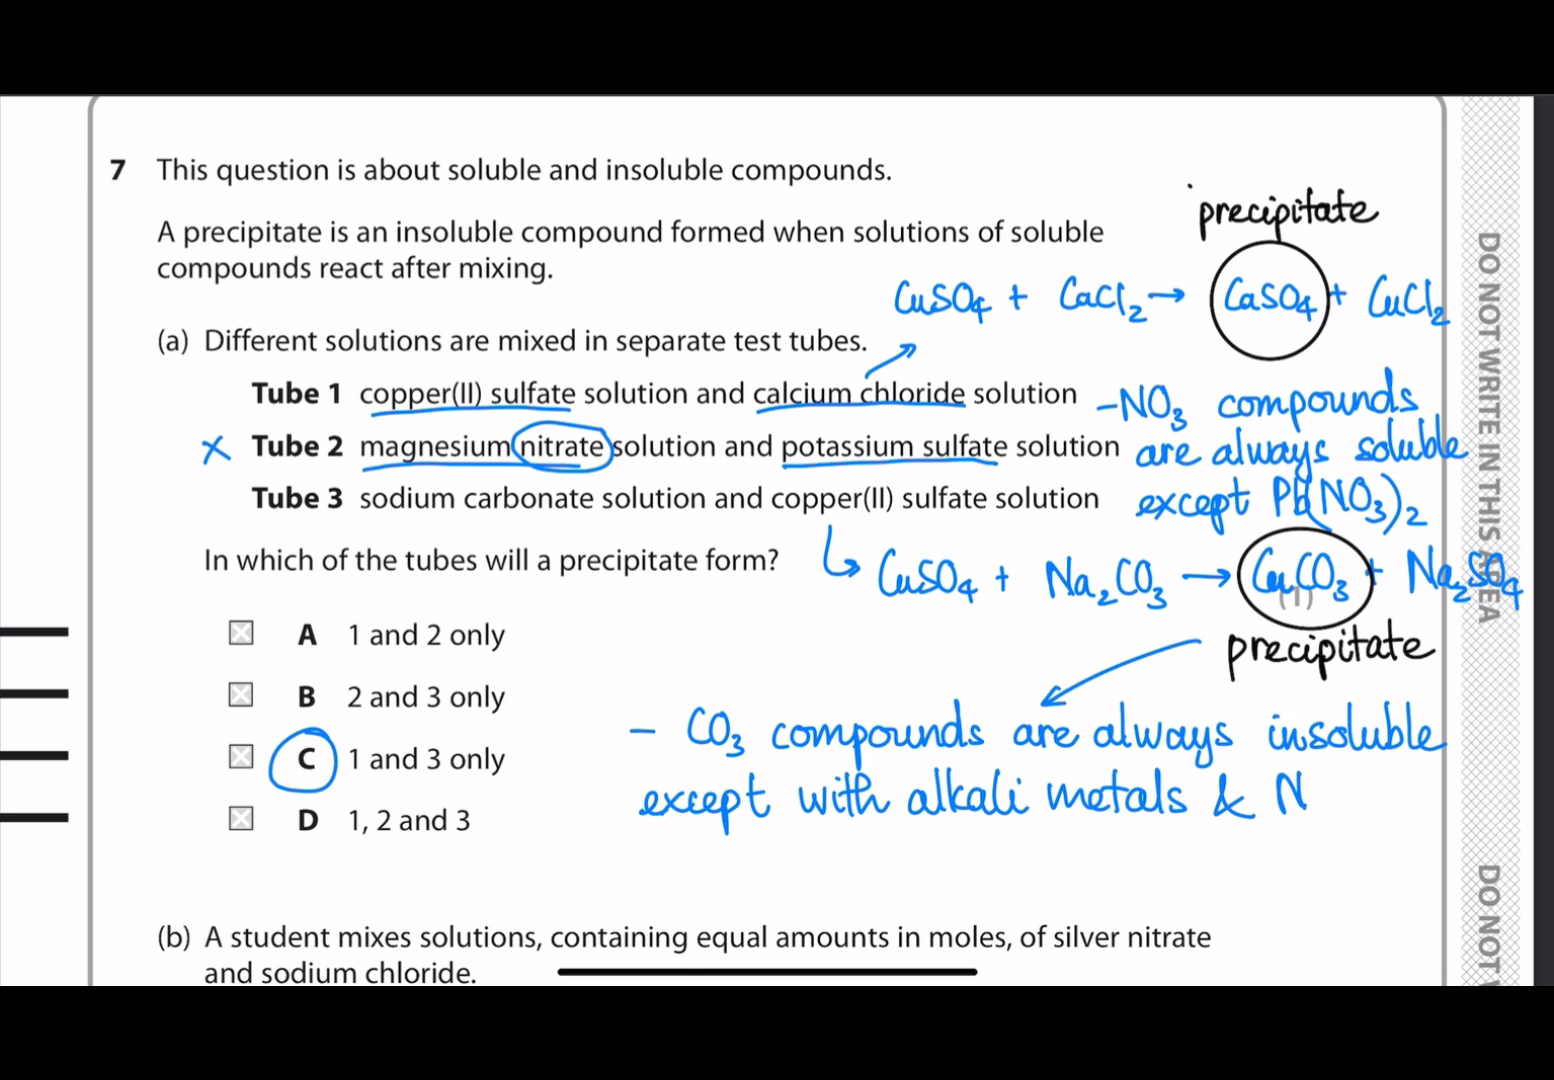 precipitate
7 This question is about soluble and insoluble compounds.
A precipitate is an insoluble compound formed when solutions of soluble
compounds react after mixing.
CuSO4 + CaCl2 → CaSO4 + CuCl2
(a) Different solutions are mixed in separate test tubes.
Tube 1 copper(II) sulfate solution and calcium chloride solution
- NO3 compounds
are always soluble
except Pb(NO3)2
X Tube 2 magnesium nitrate solution and potassium sulfate solution
Tube 3 sodium carbonate solution and copper(II) sulfate solution
In which of the tubes will a precipitate form?
CuSO4 + Na2CO3 → CuCO3 + Na2SO4
(1)
precipitate
A 1 and 2 only
B 2 and 3 only
C 1 and 3 only
D 1, 2 and 3
- CO3 compounds are always insoluble
except with alkali metals & N
(b) A student mixes solutions, containing equal amounts in moles, of silver nitrate
and sodium chloride.
DO NOT WRITE IN THIS AREA
DO NOT